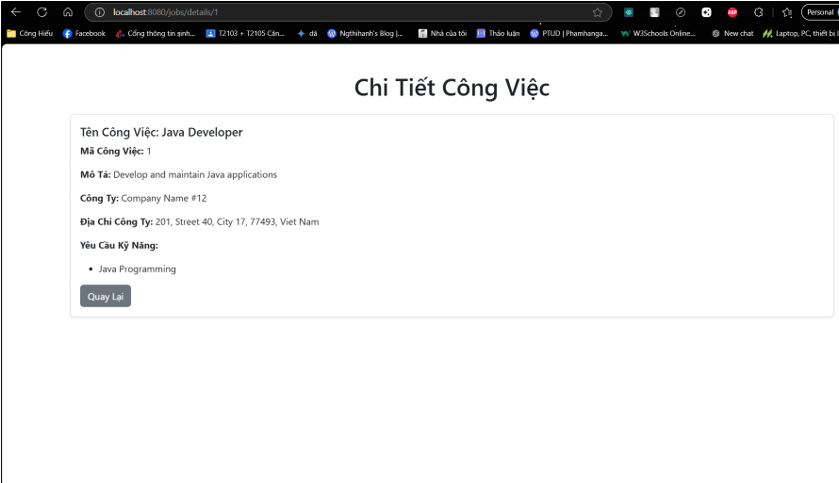 localhost:8080/jobs/details/1
Personal
Công Hiếu
Facebook
Cổng thông tin sinh...
T2103 + T2105 Căn...
dă
Ngthihanh's Blog |...
Nhà của tôi
Thảo luận
PTUD | Phamhanga...
W3Schools Online...
New chat
Laptop, PC, thiết bị
Chi Tiết Công Việc
Tên Công Việc: Java Developer
Mã Công Việc: 1
Mô Tả: Develop and maintain Java applications
Công Ty: Company Name #12
Địa Chỉ Công Ty: 201, Street 40, City 17, 77493, Viet Nam
Yêu Cầu Kỹ Năng:
• Java Programming
Quay Lại